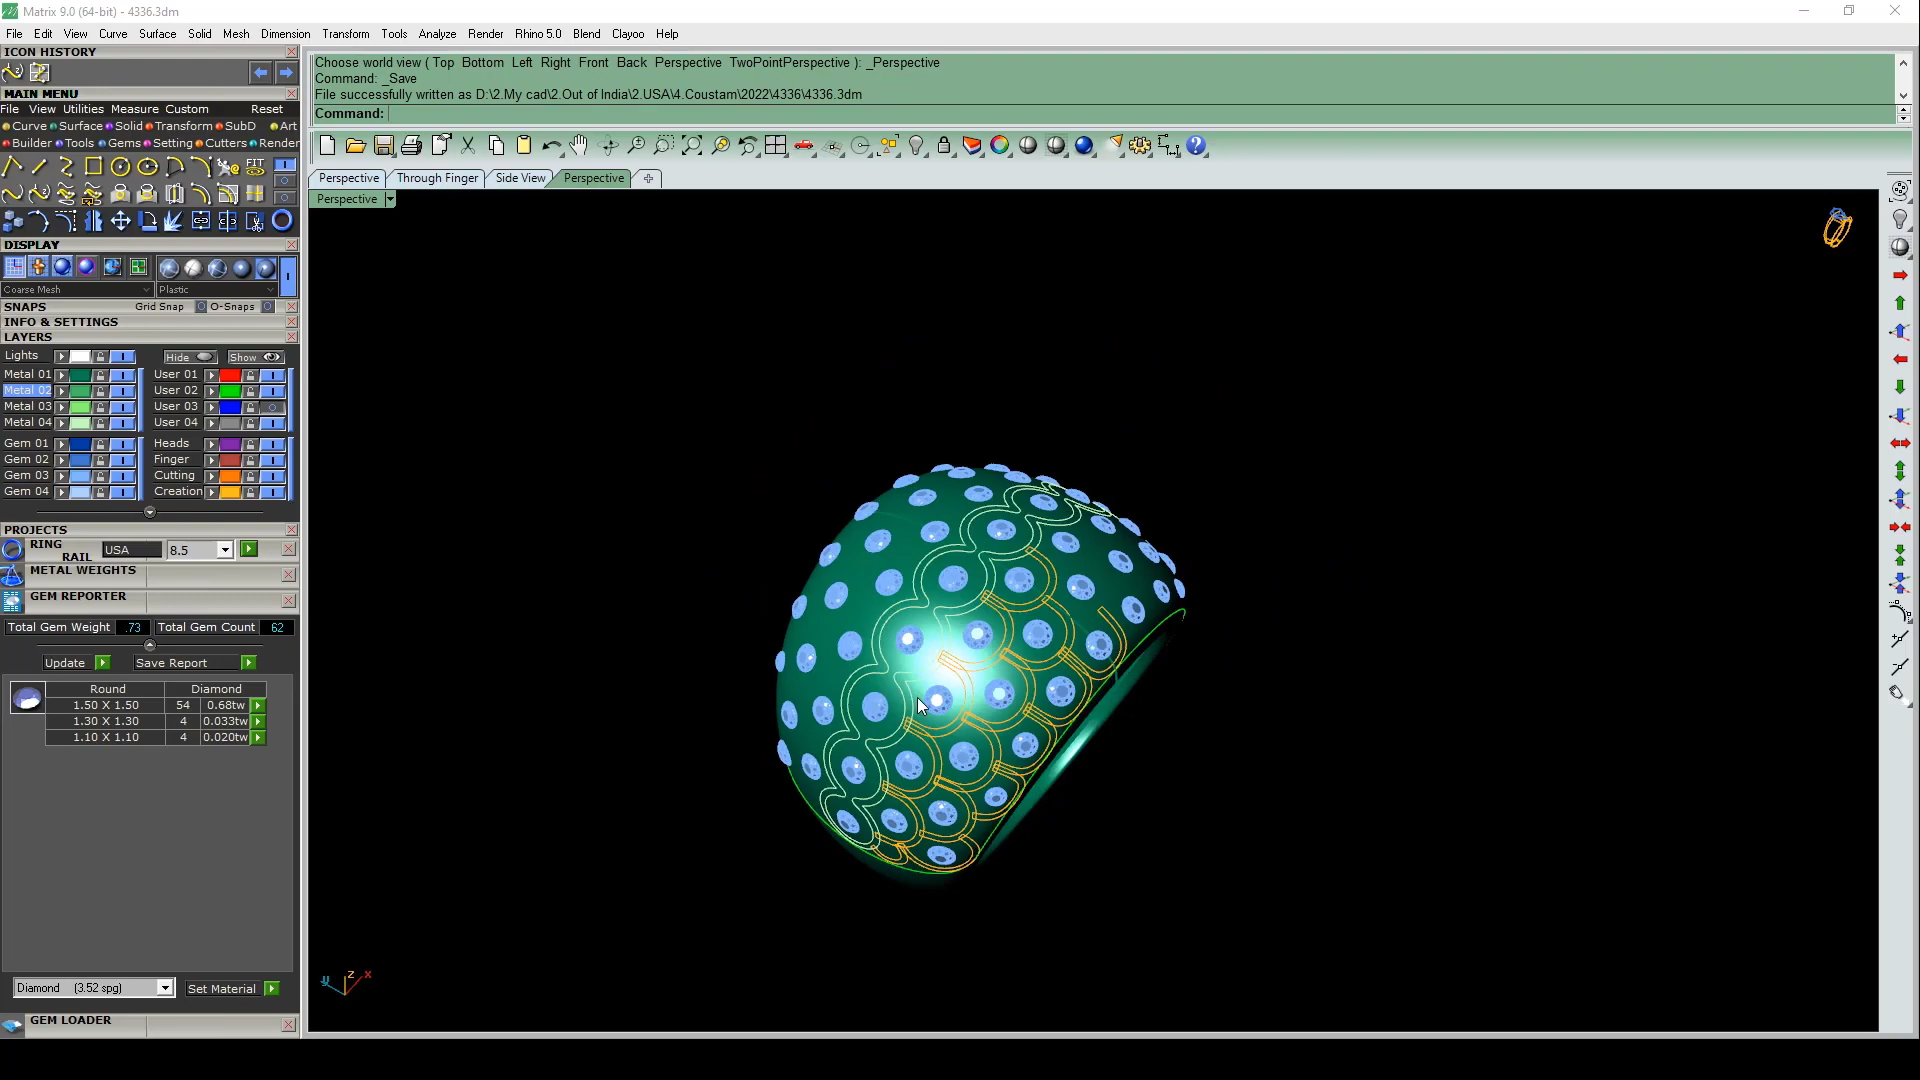 Matrix 9.0 (64-bit) - 4336.3dm
File Edit View Curve Surface Solid Mesh Dimension Transform Tools Analyze Render Rhino 5.0 Blend Clayoo Help
ICON HISTORY
MAIN MENU
File View Utilities Measure Custom Reset
Curve Surface Solid Transform SubD Art
Builder Tools Gems Setting Cutters Render
FIT
DISPLAY
Coarse Mesh Plastic
SNAPS Grid Snap O-Snaps
INFO & SETTINGS
LAYERS
Lights Hide Show
Metal 01 User 01
Metal 02 User 02
Metal 03 User 03
Metal 04 User 04
Gem 01 Heads
Gem 02 Finger
Gem 03 Cutting
Gem 04 Creation
PROJECTS
RING RAIL USA 8.5
METAL WEIGHTS
GEM REPORTER
Total Gem Weight .73 Total Gem Count 62
Update Save Report
Round Diamond
1.50 X 1.50 54 0.68tw
1.30 X 1.30 4 0.033tw
1.10 X 1.10 4 0.020tw
Diamond (3.52 spg) Set Material
GEM LOADER
Choose world view ( Top Bottom Left Right Front Back Perspective TwoPointPerspective ): _Perspective
Command: _Save
File successfully written as D:\2.My cad\2.Out of India\2.USA\4.Coustam\2022\4336\4336.3dm
Command:
Perspective Through Finger Side View Perspective
Perspective
z x
y